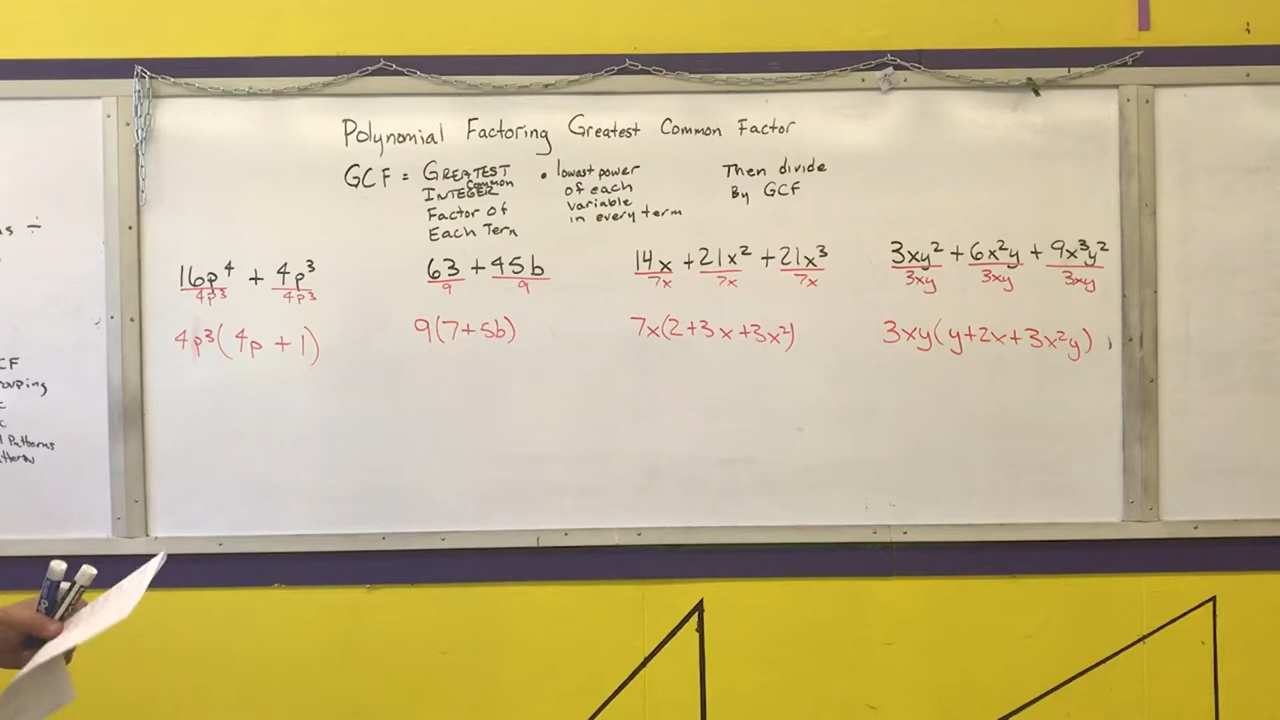 Polynomial Factoring Greatest Common Factor
GCF = GREATEST
Common
INTEGER
Factor of
Each Term
• lowest power
of each
variable
in every term
Then divide
By GCF
16p⁴ + 4p³
4p³ 4p³
4p³(4p + 1)
63 + 45b
9 9
9(7+5b)
14x + 21x² + 21x³
7x 7x 7x
7x(2+3x+3x²)
3xy² + 6x²y + 9x³y²
3xy 3xy 3xy
3xy(y+2x+3x²y)
÷
CF
Patterns